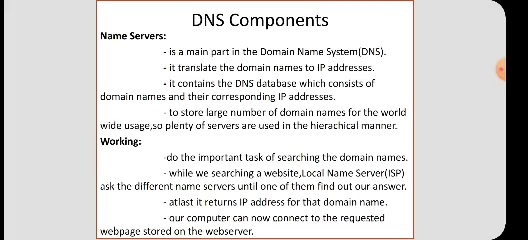 DNS Components
Name Servers:
- is a main part in the Domain Name System(DNS).
- it translate the domain names to IP addresses.
- it contains the DNS database which consists of
domain names and their corresponding IP addresses.
- to store large number of domain names for the world
wide usage,so plenty of servers are used in the hierachical manner.
Working:
-do the important task of searching the domain names.
- while we searching a website,Local Name Server(ISP)
ask the different name servers until one of them find out our answer.
- atlast it returns IP address for that domain name.
- our computer can now connect to the requested
webpage stored on the webserver.